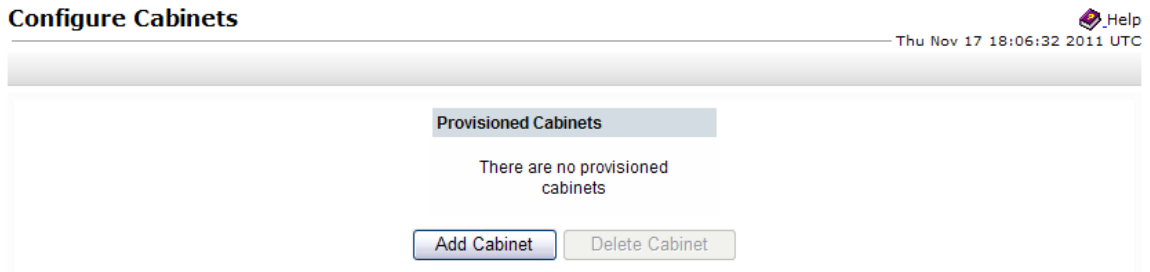 Configure Cabinets
Help
Thu Nov 17 18:06:32 2011 UTC
Provisioned Cabinets
There are no provisioned
cabinets
Add Cabinet
Delete Cabinet